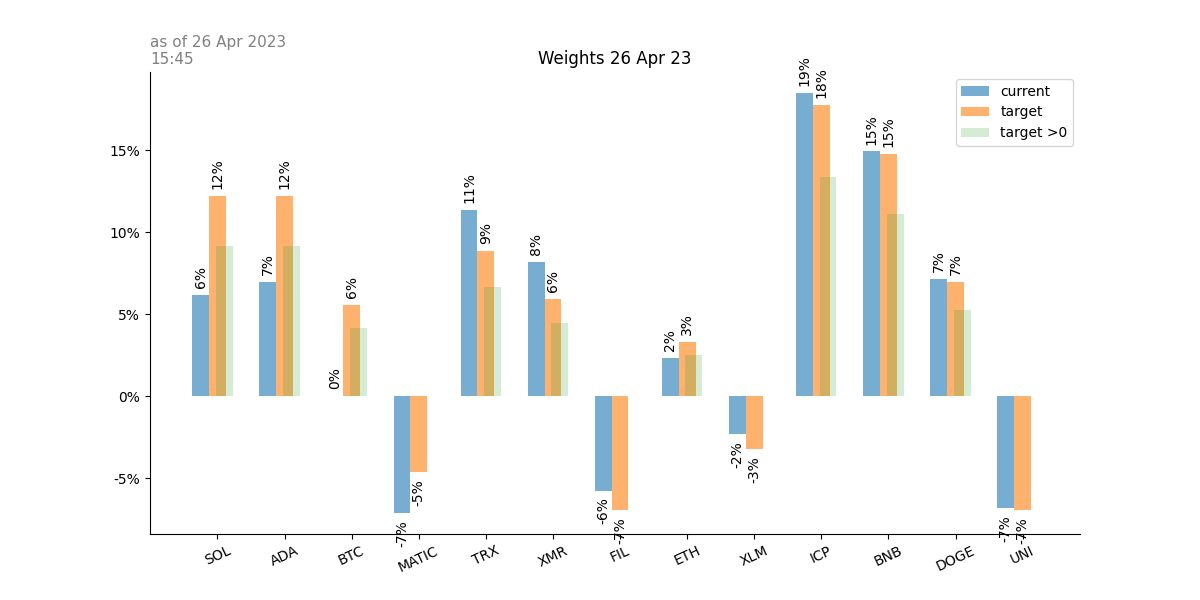 as of 26 Apr 2023
15:45
Weights 26 Apr 23
current
target
target >0
15%
10%
5%
0%
-5%
6%
12%
7%
12%
0%
6%
-7%
-5%
11%
9%
8%
6%
-6%
-7%
2%
3%
-2%
-3%
19%
18%
15%
15%
7%
7%
-7%
-7%
SOL
ADA
BTC
MATIC
TRX
XMR
FIL
ETH
XLM
ICP
BNB
DOGE
UNI